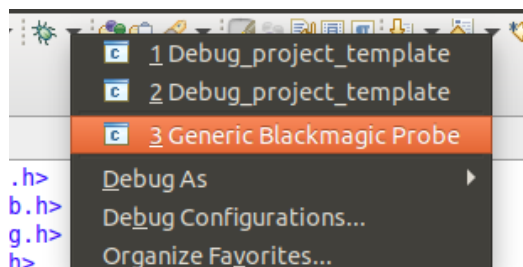 1 Debug_project_template
2 Debug_project_template
3 Generic Blackmagic Probe
.h>
Debug As
b.h>
Debug Configurations...
g.h>
h>
Organize Favorites...